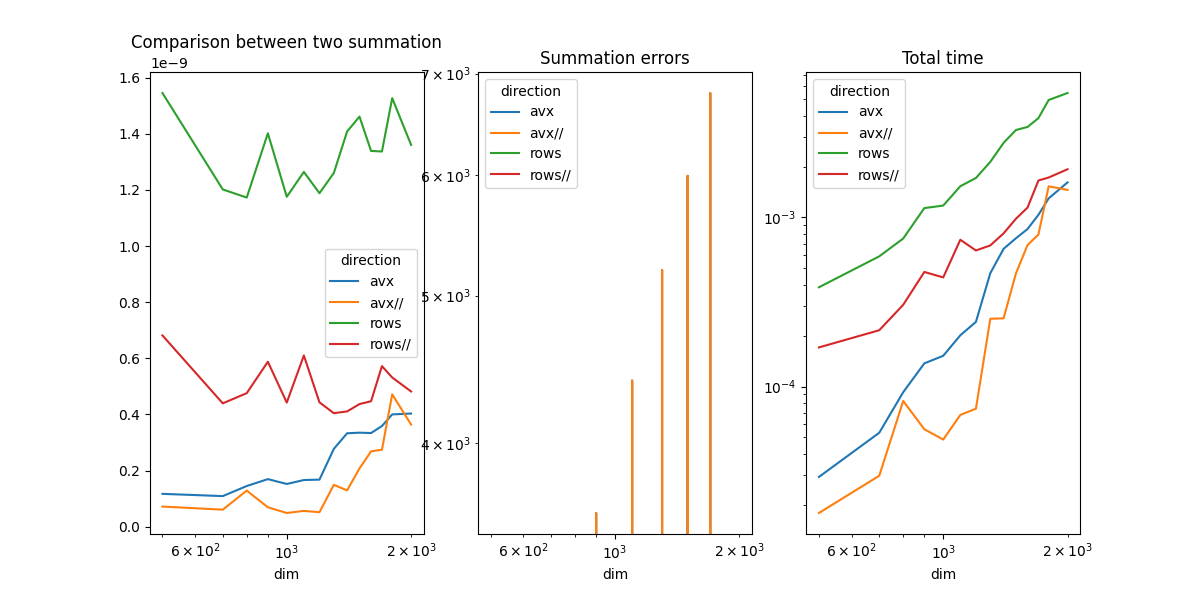 Comparison between two summation
1e−9
1.6
1.4
1.2
1.0
0.8
0.6
0.4
0.2
0.0
direction
avx
avx//
rows
rows//
6 × 10²
10³
2 × 10³
dim
Summation errors
7 × 10³
6 × 10³
5 × 10³
4 × 10³
direction
avx
avx//
rows
rows//
6 × 10²
10³
2 × 10³
dim
Total time
10⁻³
10⁻⁴
direction
avx
avx//
rows
rows//
6 × 10²
10³
2 × 10³
dim